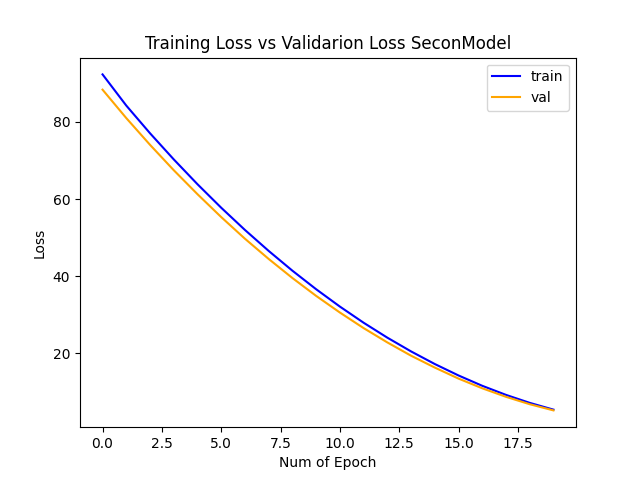 Training Loss vs Validarion Loss SeconModel
train
val
80
60
40
20
Loss
0.0 2.5 5.0 7.5 10.0 12.5 15.0 17.5
Num of Epoch